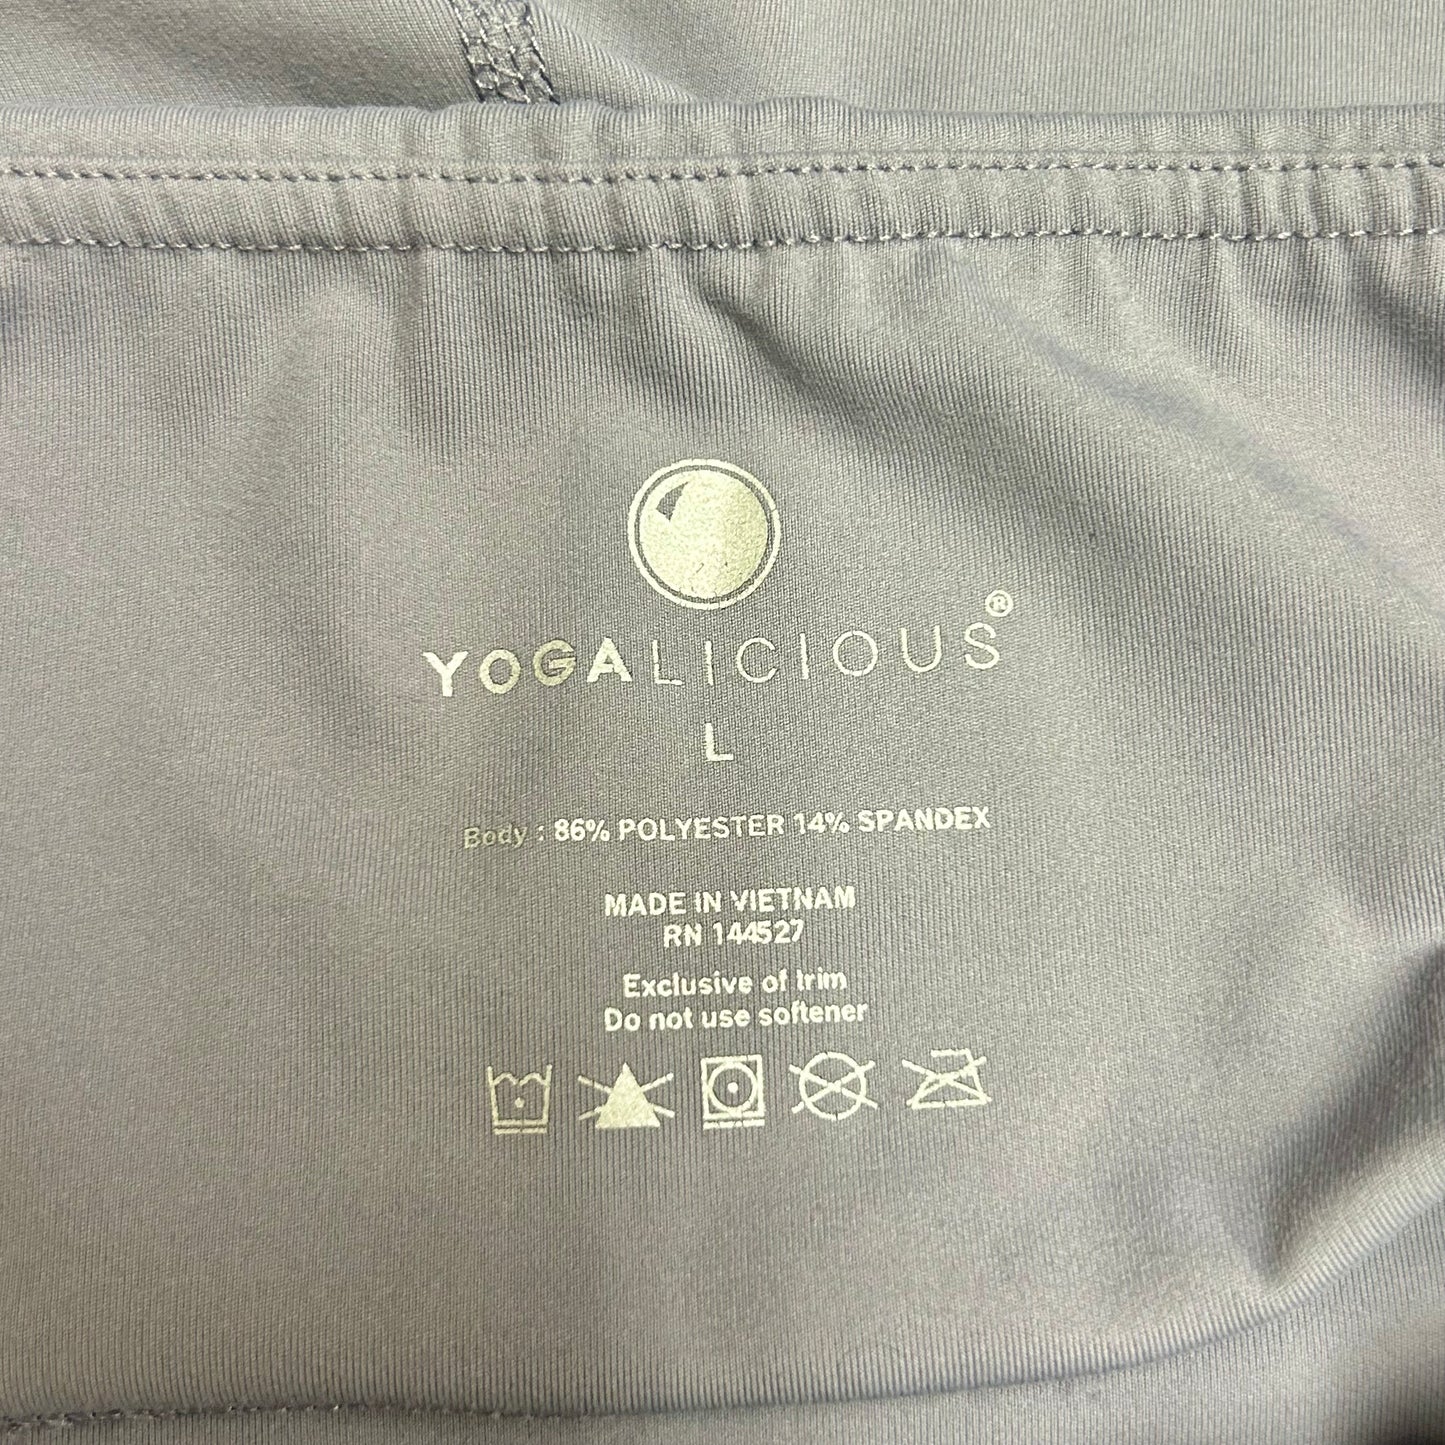 YOGALICIOUS®
L
Body : 86% POLYESTER 14% SPANDEX
MADE IN VIETNAM
RN 144527
Exclusive of trim
Do not use softener